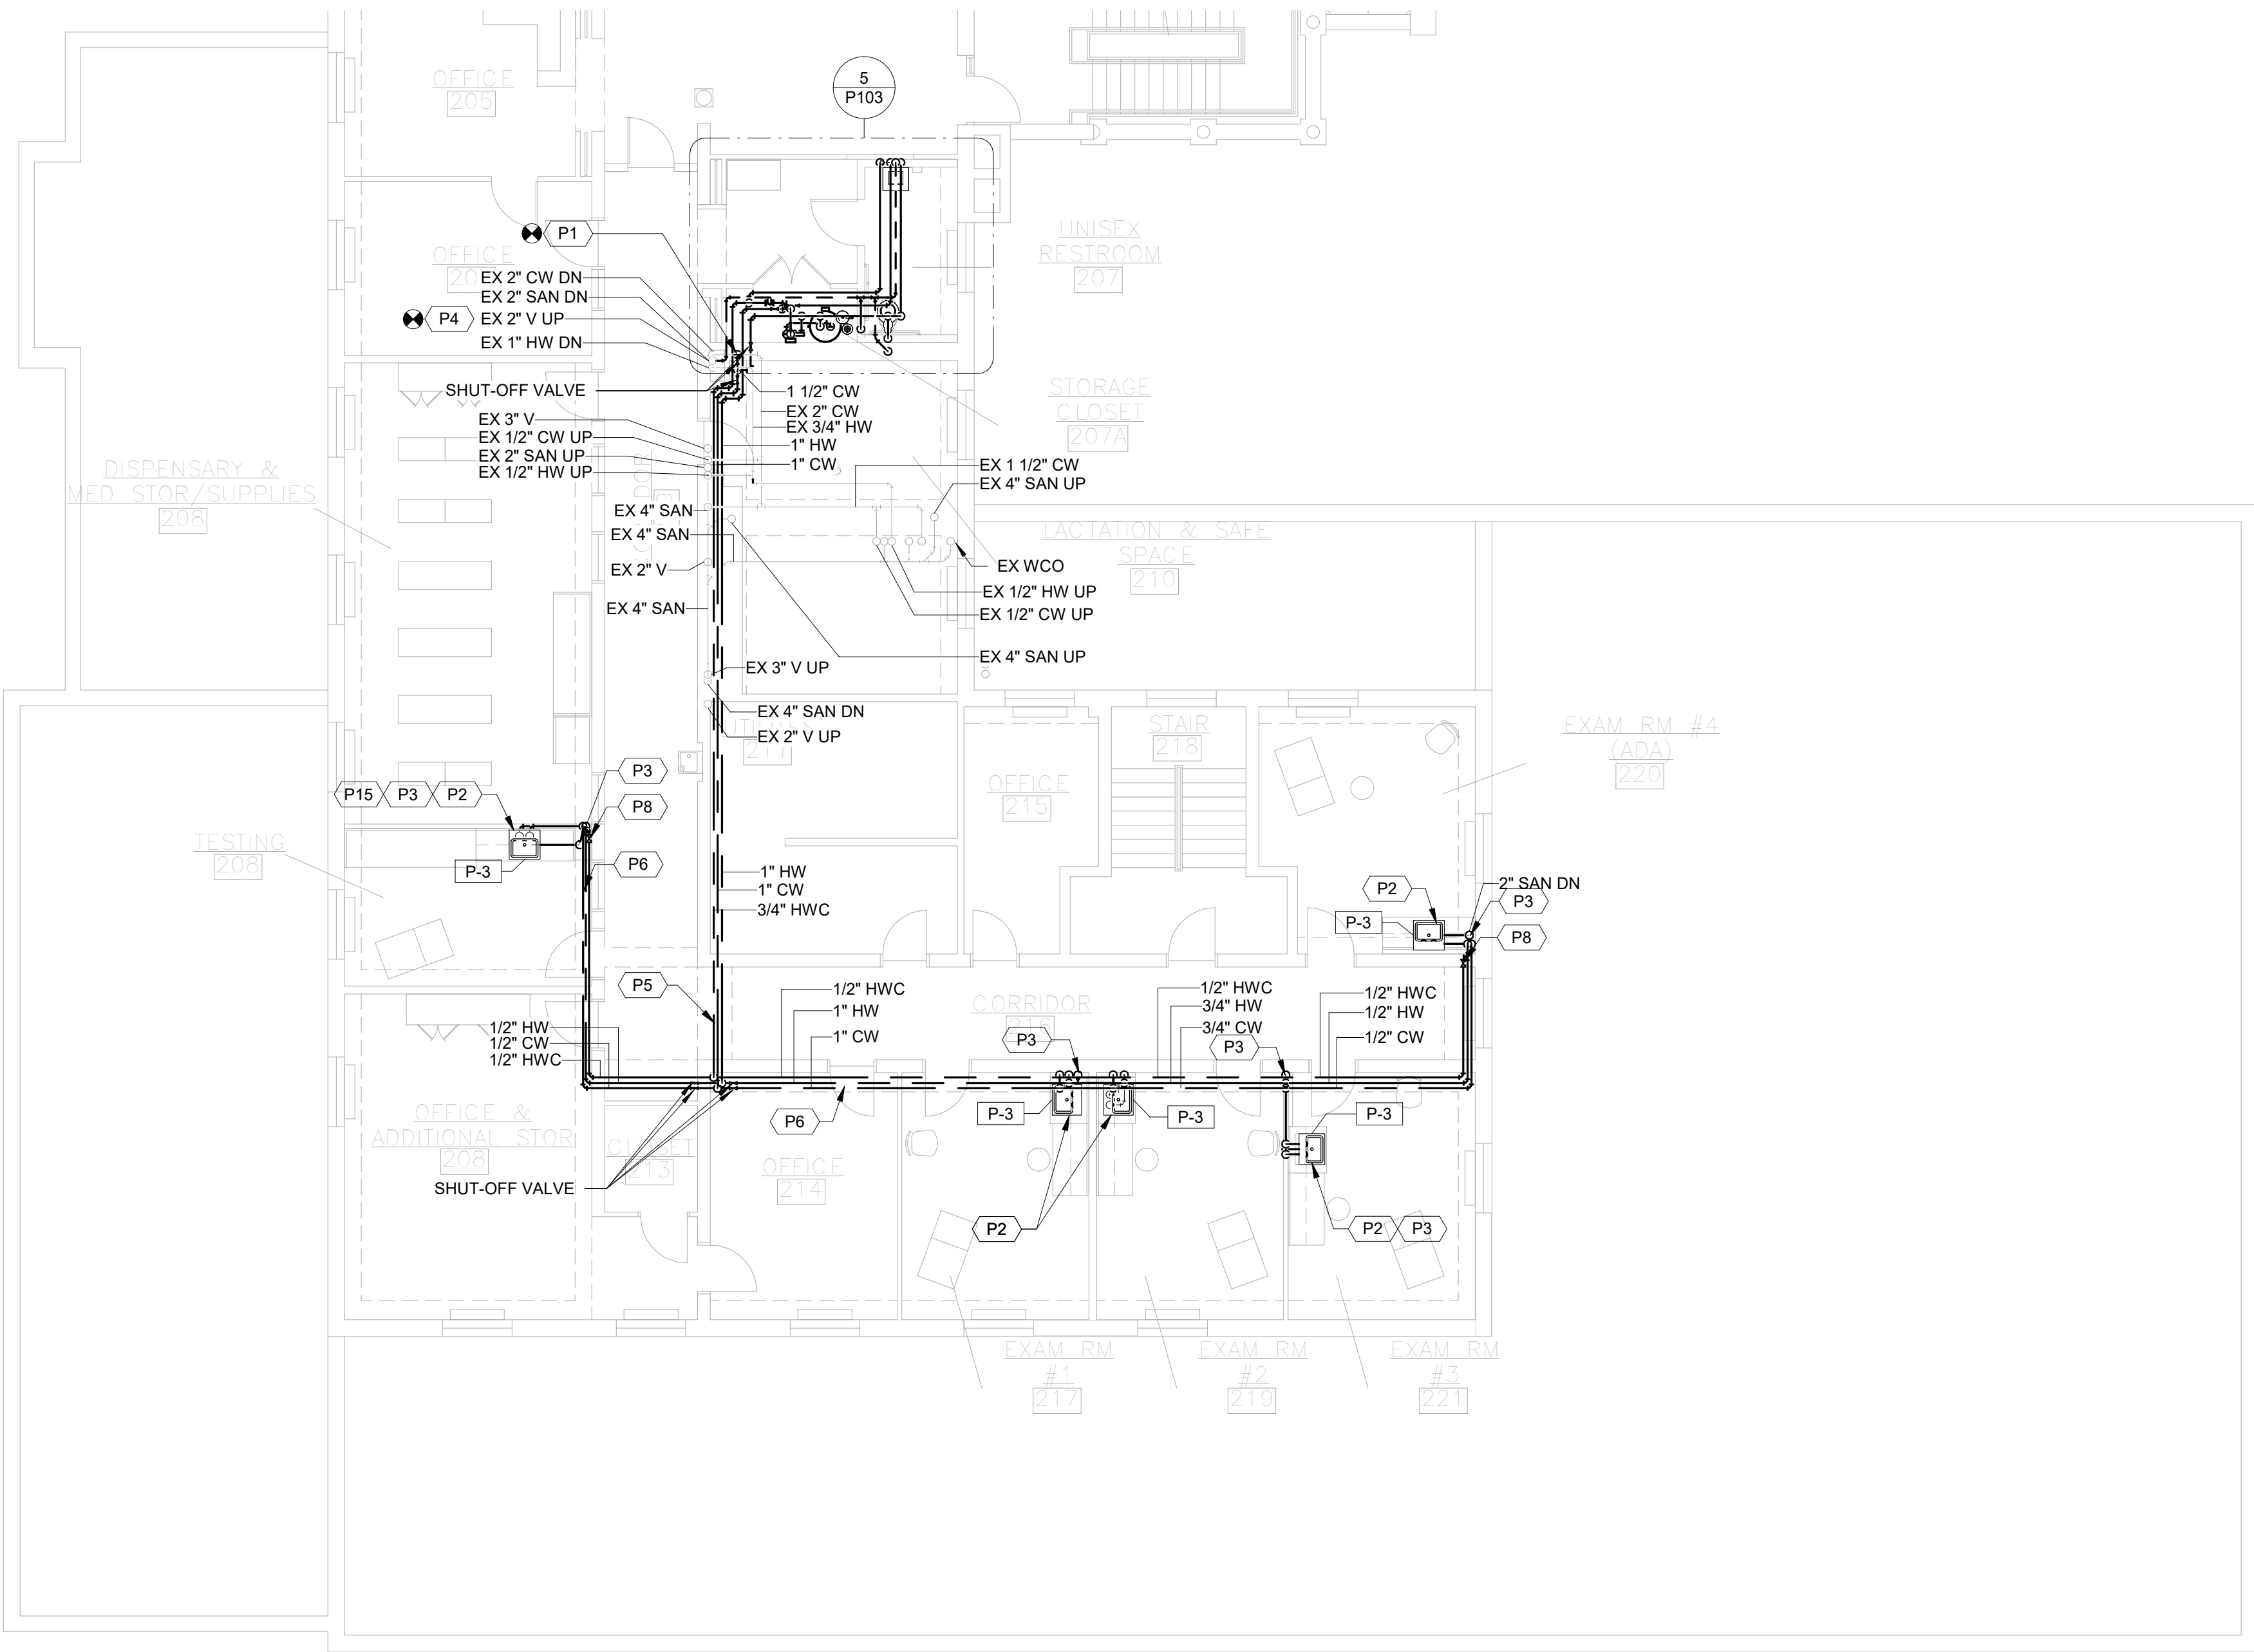 OFFICE
205
5
P103
P1
OFFICE
EX 2" CW DN
EX 2" SAN DN
P4
EX 2" V UP
EX 1" HW DN
UNISEX
RESTROOM
207
SHUT-OFF VALVE
1 1/2" CW
EX 2" CW
EX 3/4" HW
1" HW
1" CW
STORAGE
CLOSET
207A
EX 3" V
EX 1/2" CW UP
EX 2" SAN UP
EX 1/2" HW UP
DISPENSARY &
MED STOR/SUPPLIES
208
EX 1 1/2" CW
EX 4" SAN UP
EX 4" SAN
EX 4" SAN
EX 2" V
EX 4" SAN
LACTATION & SAFE
SPACE
210
EX WCO
EX 1/2" HW UP
EX 1/2" CW UP
EX 4" SAN UP
EX 3" V UP
EX 4" SAN DN
EX 2" V UP
211
STAIR
218
OFFICE
215
EXAM RM #4
(ADA)
220
P3
P15
P3
P2
P8
TESTING
208
P6
P-3
1" HW
1" CW
3/4" HWC
P2
2" SAN DN
P3
P-3
P8
P5
1/2" HWC
1" HW
1" CW
CORRIDOR
216
P3
1/2" HWC
3/4" HW
3/4" CW
P3
1/2" HWC
1/2" HW
1/2" CW
1/2" HW
1/2" CW
1/2" HWC
P6
P-3
P-3
P-3
OFFICE &
ADDITIONAL STOR
208
CLOSET
213
OFFICE
214
SHUT-OFF VALVE
P2
P2
P3
EXAM RM
#1
217
EXAM RM
#2
219
EXAM RM
#3
221